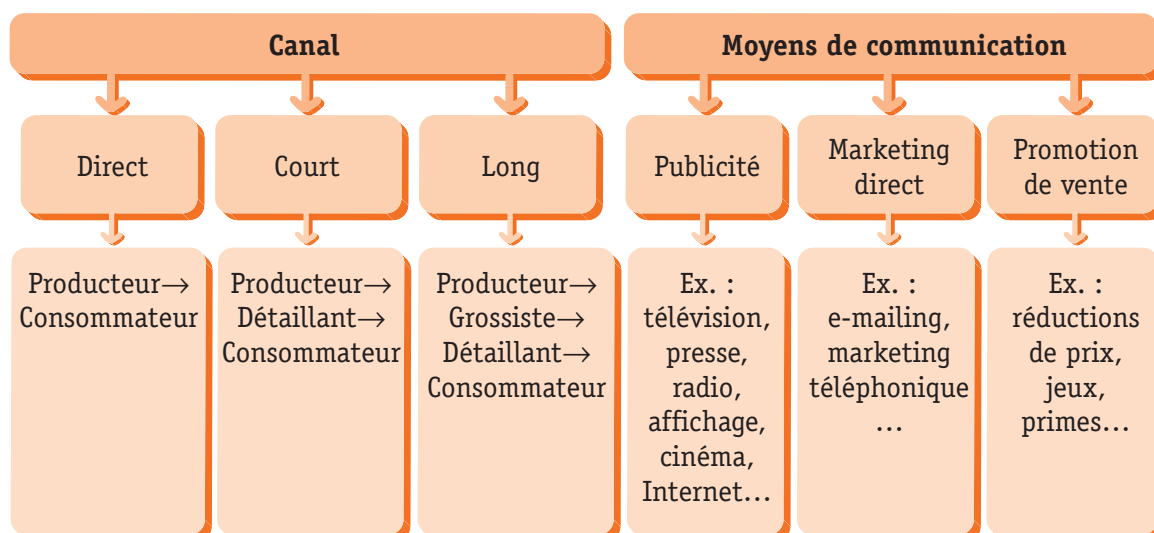 Canal
Moyens de communication
Direct
Court
Long
Publicité
Marketing
direct
Promotion
de vente
Producteur→
Consommateur
Producteur→
Détaillant→
Consommateur
Producteur→
Grossiste→
Détaillant→
Consommateur
Ex. :
télévision,
presse,
radio,
affichage,
cinéma,
Internet…
Ex. :
e-mailing,
marketing
téléphonique
…
Ex. :
réductions
de prix,
jeux,
primes…